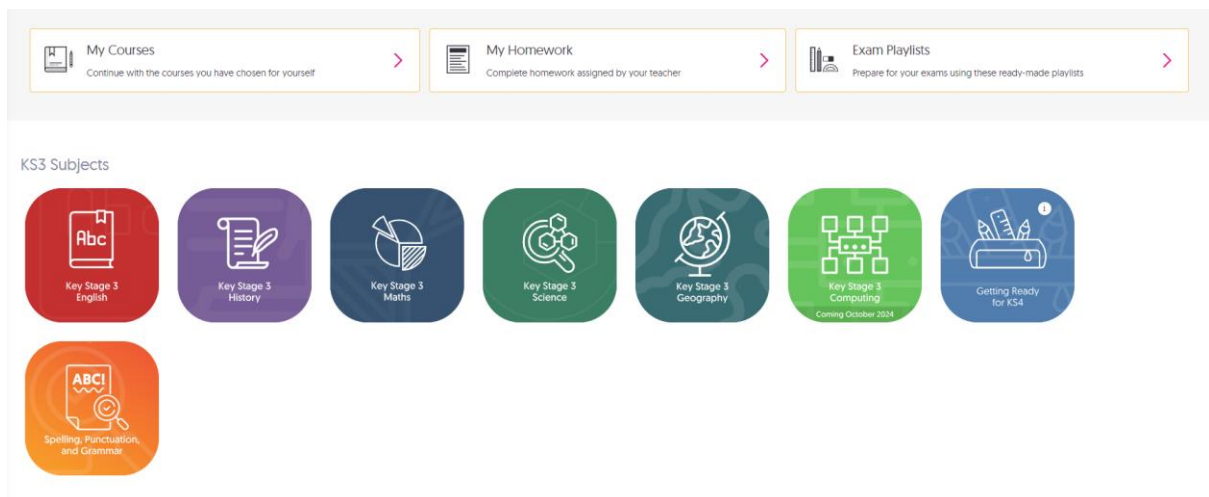 My Courses
Continue with the courses you have chosen for yourself
My Homework
Complete homework assigned by your teacher
Exam Playlists
Prepare for your exams using these ready-made playlists
KS3 Subjects
Abc
Key Stage 3
English
Key Stage 3
History
Key Stage 3
Maths
Key Stage 3
Science
Key Stage 3
Geography
Key Stage 3
Computing
Coming October 2024
i
Getting Ready
for KS4
ABC!
Spelling, Punctuation,
and Grammar